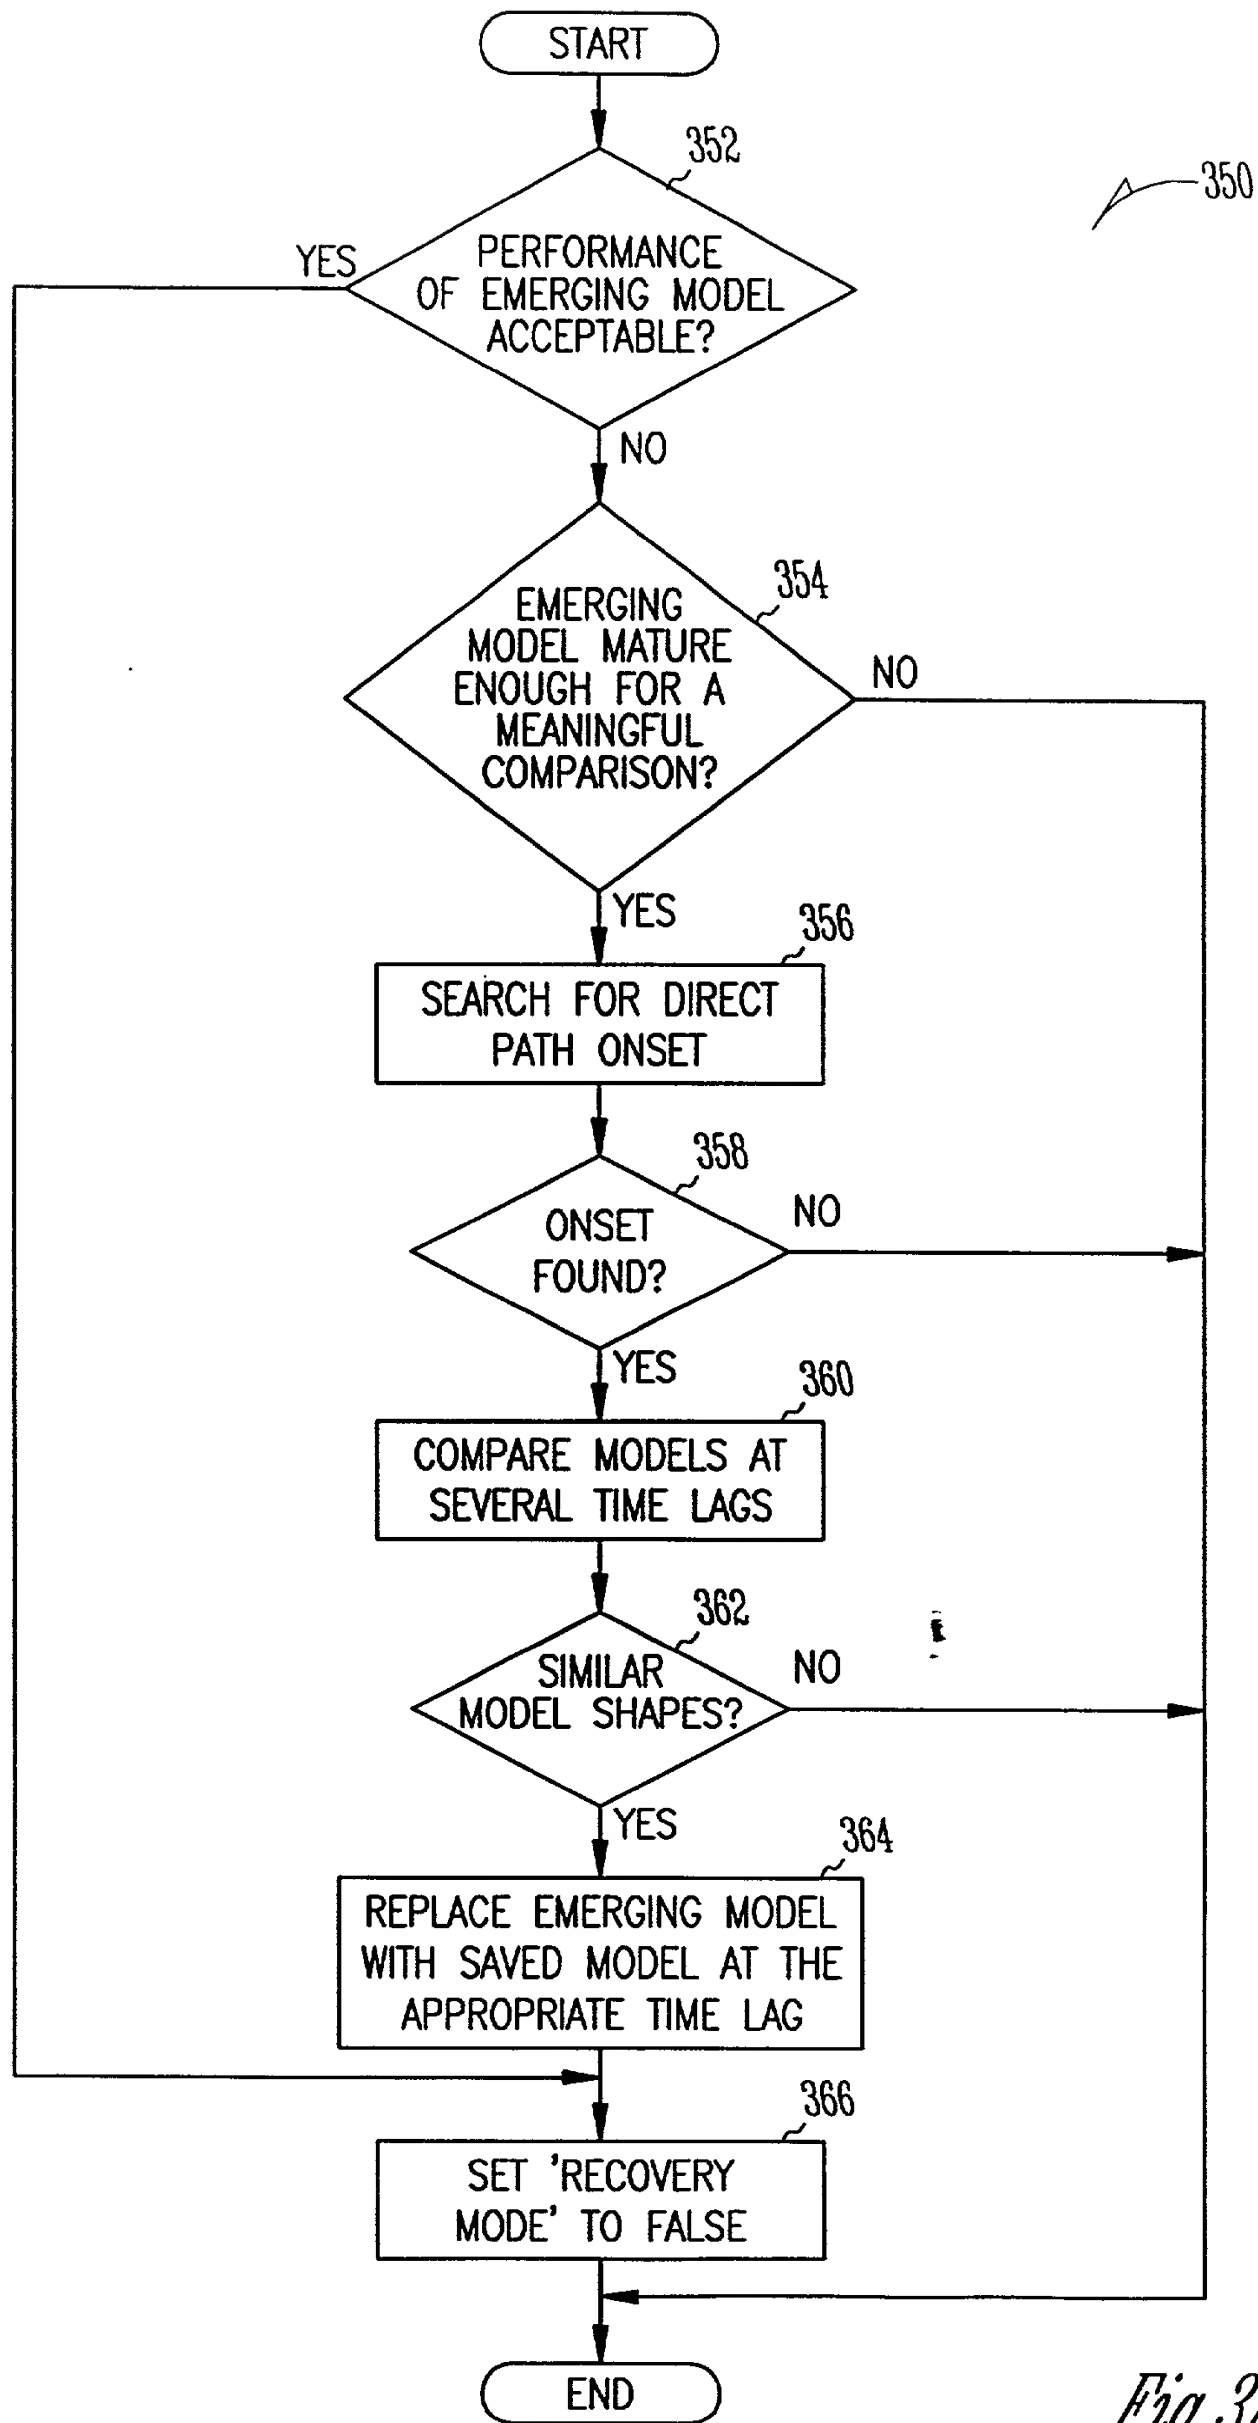 START
352
350
YES
PERFORMANCE
OF EMERGING MODEL
ACCEPTABLE?
NO
354
EMERGING
MODEL MATURE
ENOUGH FOR A
MEANINGFUL
COMPARISON?
NO
YES
356
SEARCH FOR DIRECT
PATH ONSET
358
ONSET
FOUND?
NO
YES
360
COMPARE MODELS AT
SEVERAL TIME LAGS
362
SIMILAR
MODEL SHAPES?
NO
YES
364
REPLACE EMERGING MODEL
WITH SAVED MODEL AT THE
APPROPRIATE TIME LAG
366
SET 'RECOVERY
MODE' TO FALSE
END
Fig.